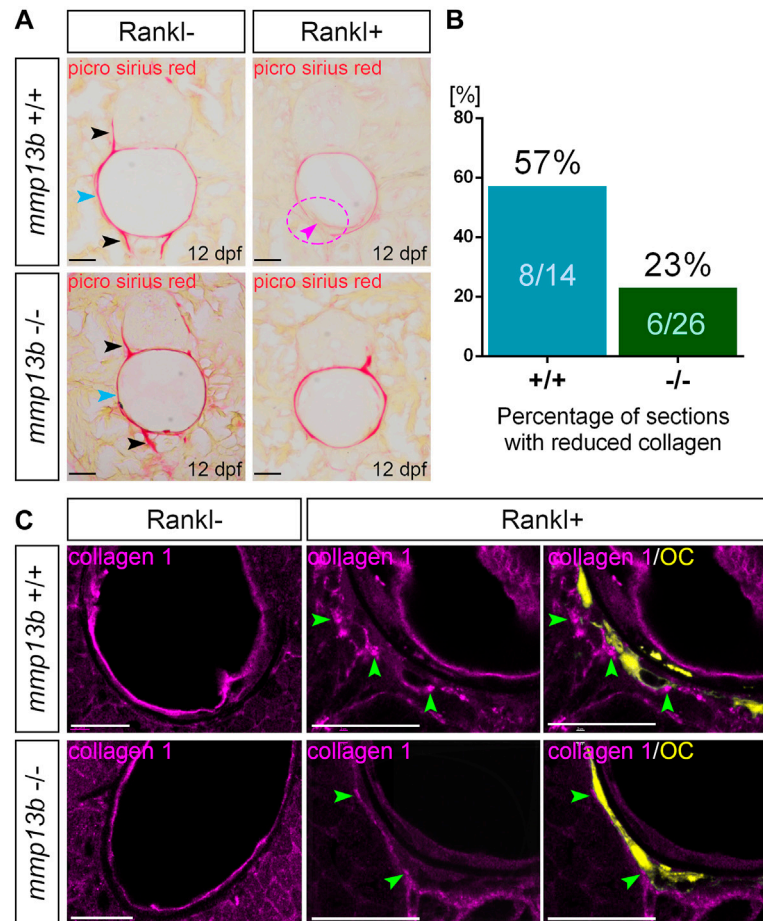 A
Rankl-
Rankl+
mmp13b +/+
picro sirius red
12 dpf
picro sirius red
12 dpf
mmp13b -/-
picro sirius red
12 dpf
picro sirius red
12 dpf
B
[%]
80
60
40
20
0
57%
8/14
23%
6/26
+/+
-/-
Percentage of sections
with reduced collagen
C
Rankl-
Rankl+
mmp13b +/+
collagen 1
collagen 1
collagen 1/OC
mmp13b -/-
collagen 1
collagen 1
collagen 1/OC